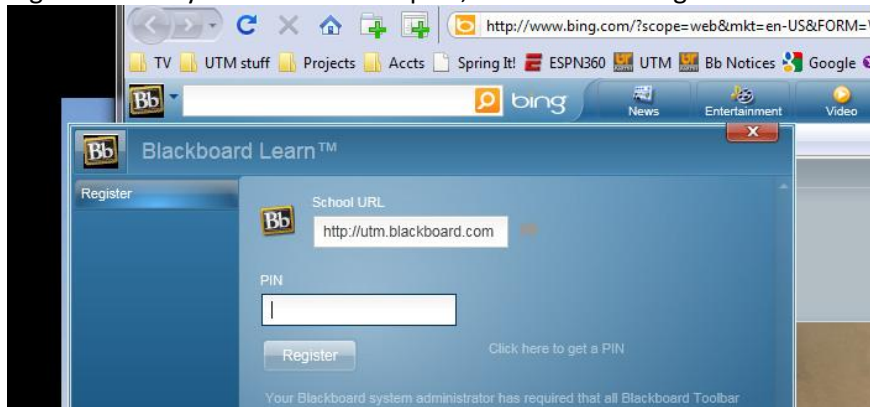 http://www.bing.com/?scope=web&mkt=en-US&FORM=
TV UTM stuff Projects Accts Spring It! ESPN360 UTM Bb Notices Google
Bb bing News Entertainment Video
Bb Blackboard Learn™
Register
School URL
Bb http://utm.blackboard.com
PIN
Register Click here to get a PIN
Your Blackboard system administrator has required that all Blackboard Toolbar